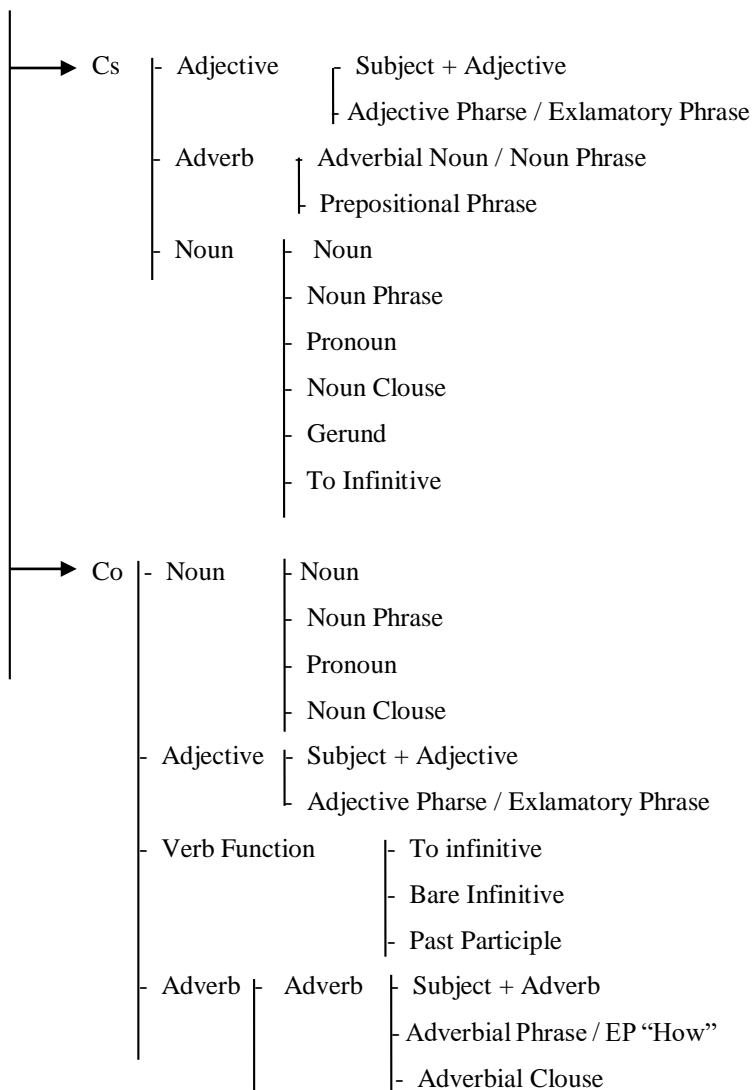 Cs - Adjective - Subject + Adjective
- Adjective Pharse / Exlamatory Phrase
- Adverb - Adverbial Noun / Noun Phrase
- Prepositional Phrase
- Noun - Noun
- Noun Phrase
- Pronoun
- Noun Clouse
- Gerund
- To Infinitive
Co - Noun - Noun
- Noun Phrase
- Pronoun
- Noun Clouse
- Adjective - Subject + Adjective
- Adjective Pharse / Exlamatory Phrase
- Verb Function - To infinitive
- Bare Infinitive
- Past Participle
- Adverb - Adverb - Subject + Adverb
- Adverbial Phrase / EP “How”
- Adverbial Clouse